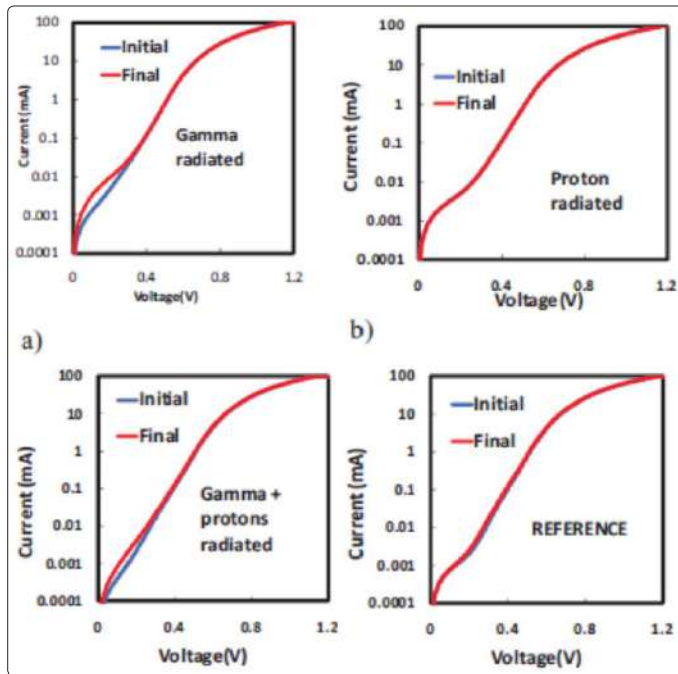 100
10
1
0.1
0.01
0.001
0.0001
Current (mA)
Initial
Final
Gamma
radiated
0
0.4
0.8
1.2
Voltage(V)
a)
100
10
1
0.1
0.01
0.001
0.0001
Current (mA)
Initial
Final
Proton
radiated
0
0.4
0.8
1.2
Voltage(V)
b)
100
10
1
0.1
0.01
0.001
0.0001
Current (mA)
Initial
Final
Gamma +
protons
radiated
0
0.4
0.8
1.2
Voltage(V)
100
10
1
0.1
0.01
0.001
0.0001
Current (mA)
Initial
Final
REFERENCE
0
0.4
0.8
1.2
Voltage(V)